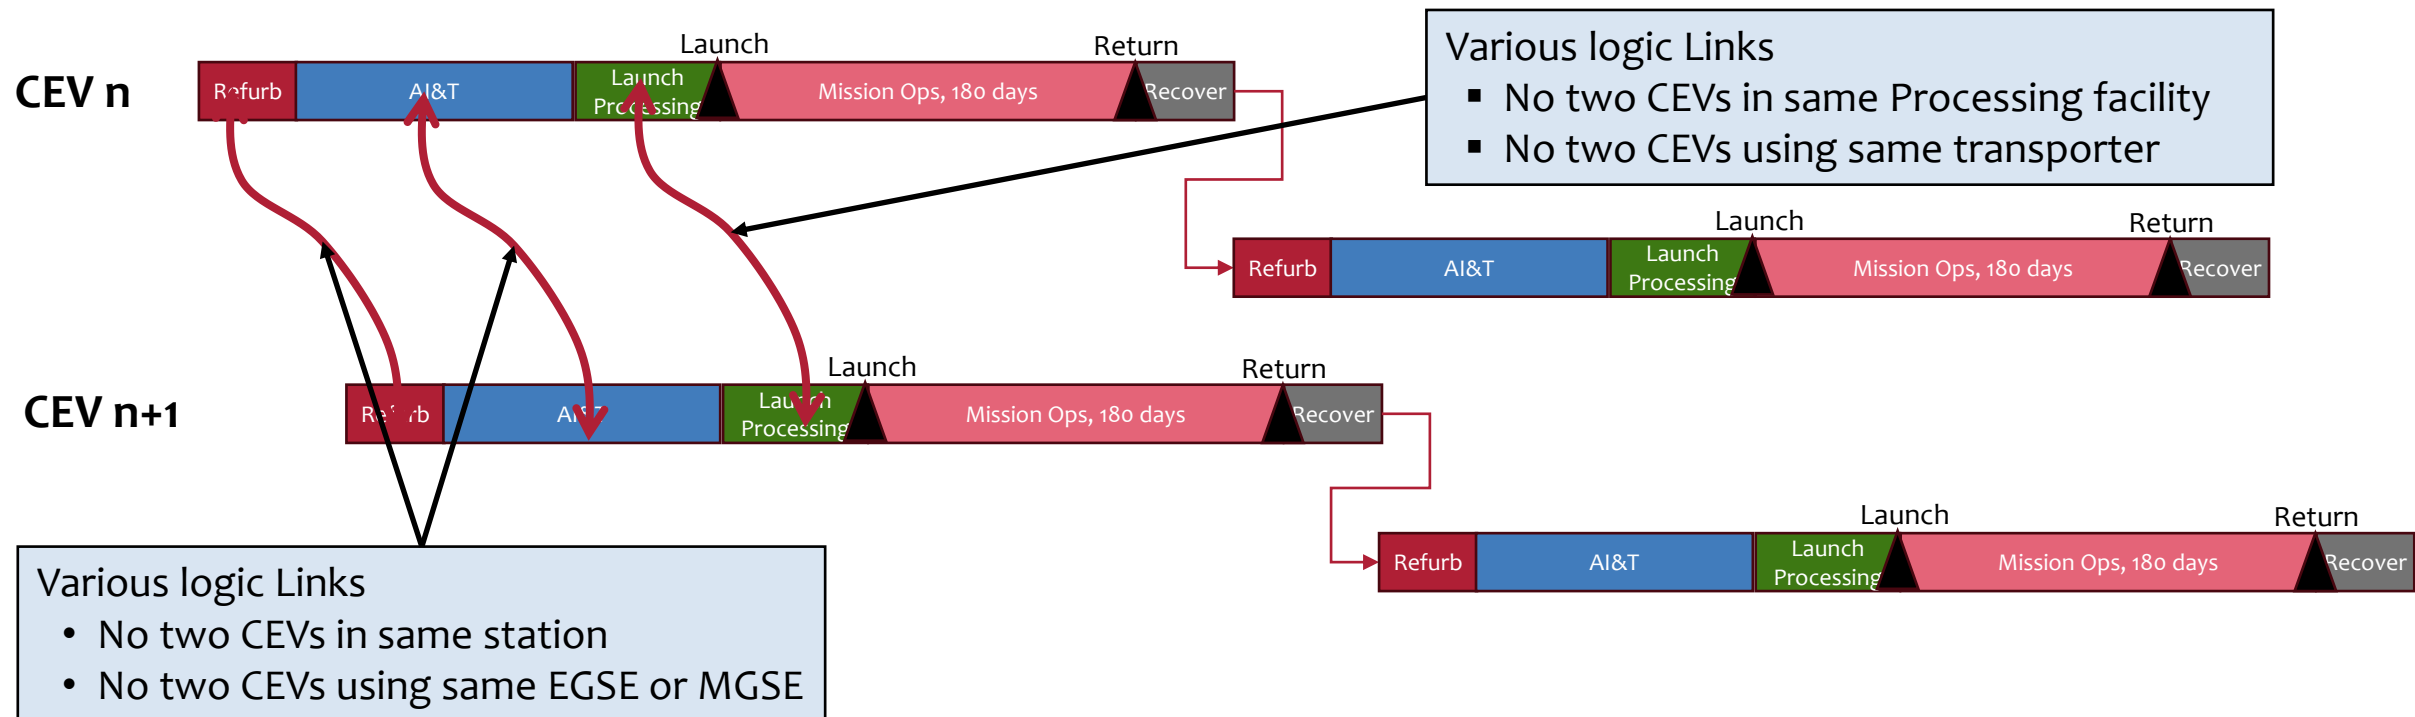 CEV n
Refurb
AI&T
Launch
Processing
Launch
Mission Ops, 180 days
Return
Recover
Various logic Links
▪ No two CEVs in same Processing facility
▪ No two CEVs using same transporter
Refurb
AI&T
Launch
Processing
Launch
Mission Ops, 180 days
Return
Recover
CEV n+1
Refurb
AI&T
Launch
Processing
Launch
Mission Ops, 180 days
Return
Recover
Refurb
AI&T
Launch
Processing
Launch
Mission Ops, 180 days
Return
Recover
Various logic Links
• No two CEVs in same station
• No two CEVs using same EGSE or MGSE